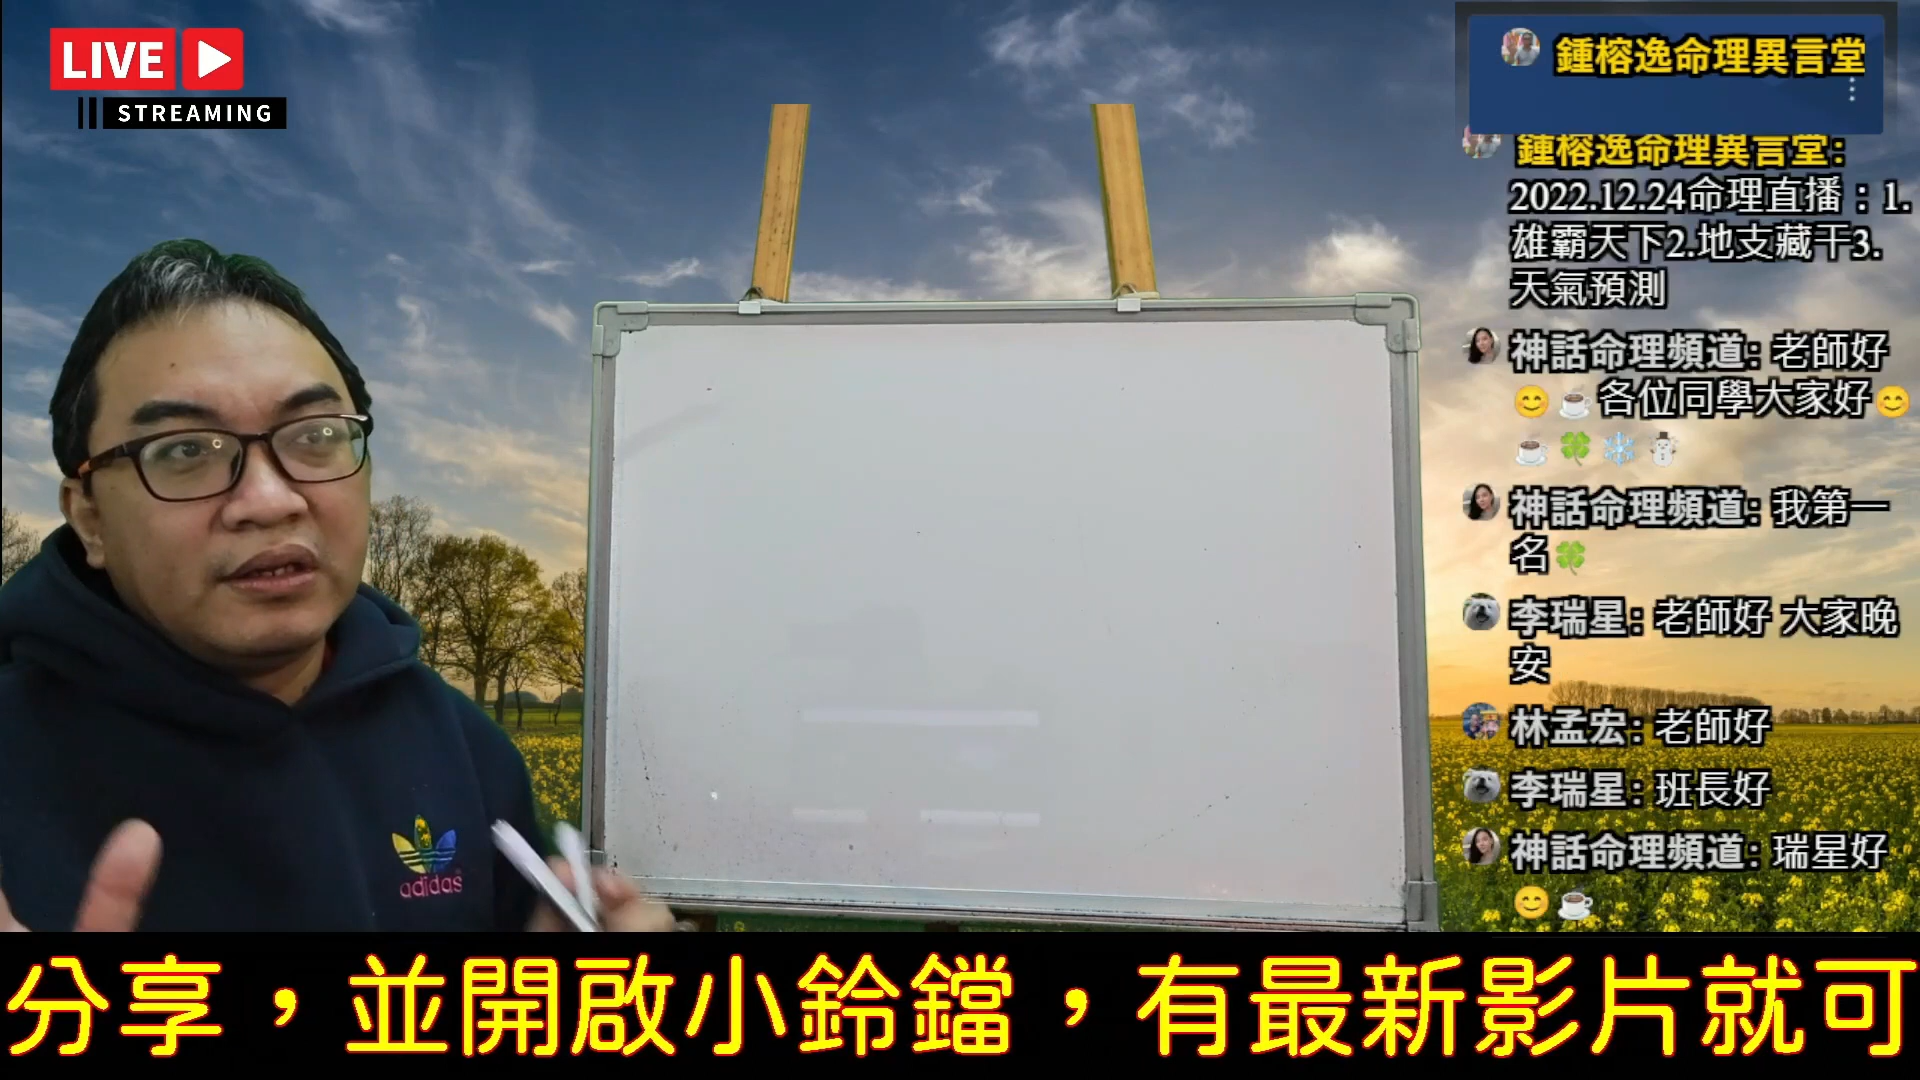 LIVE
STREAMING
鍾榕逸命理異言堂
鍾榕逸命理異言堂:
2022.12.24命理直播：1.
雄霸天下2.地支藏干3.
天氣預測
神話命理頻道: 老師好
😊☕各位同學大家好😊
☕🍀❄️⛄
神話命理頻道: 我第一
名🍀
李瑞星: 老師好 大家晚
安
林孟宏: 老師好
李瑞星: 班長好
神話命理頻道: 瑞星好
😊☕
adidas
分享，並開啟小鈴鐺，有最新影片就可